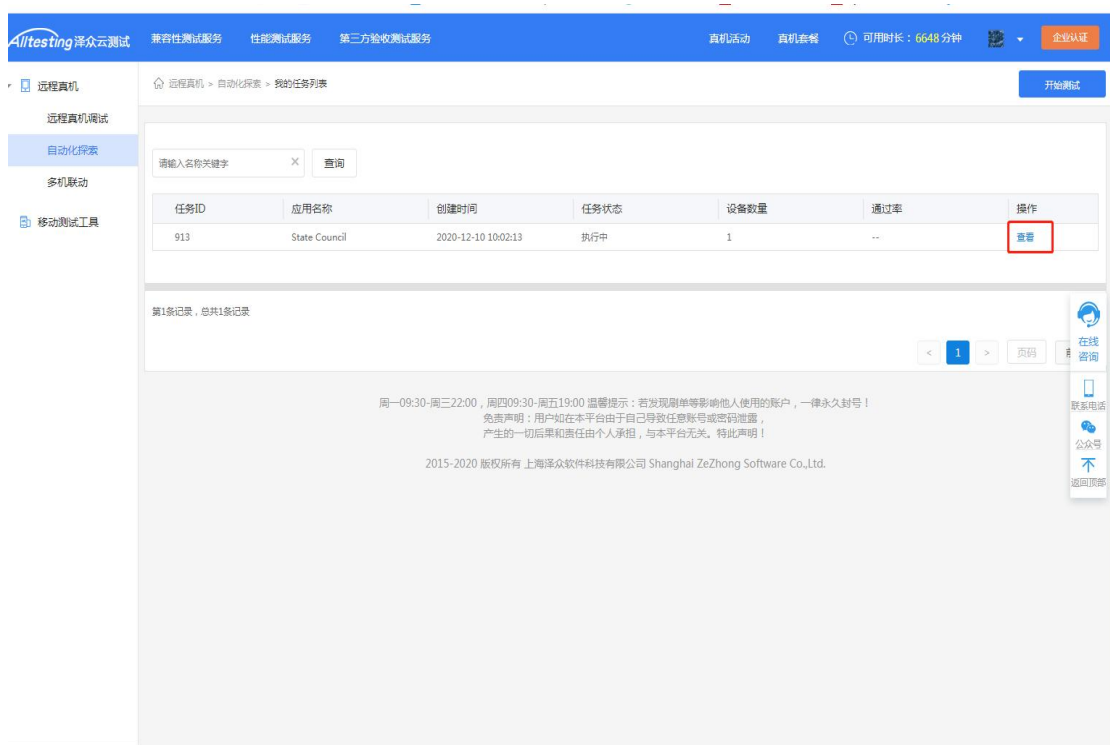 Alltesting泽众云测试 兼容性测试服务 性能测试服务 第三方验收测试服务 真机活动 真机套餐 可用时长：6648分钟 企业认证
远程真机
远程真机调试
自动化探索
多机联动
移动测试工具
远程真机 > 自动化探索 > 我的任务列表 开始测试
请输入名称关键字 × 查询
任务ID 应用名称 创建时间 任务状态 设备数量 通过率 操作
913 State Council 2020-12-10 10:02:13 执行中 1 -- 查看
第1条记录，总共1条记录
< 1 > 页码
周一09:30-周三22:00，周四09:30-周五19:00 温馨提示：若发现刷单等影响他人使用的账户，一律永久封号！
免责声明：用户如在本平台由于自己导致任意账号或密码泄露，
产生的一切后果和责任由个人承担，与本平台无关。特此声明！
2015-2020 版权所有 上海泽众软件科技有限公司 Shanghai ZeZhong Software Co.,Ltd.
在线
咨询
联系电话
公众号
返回顶部